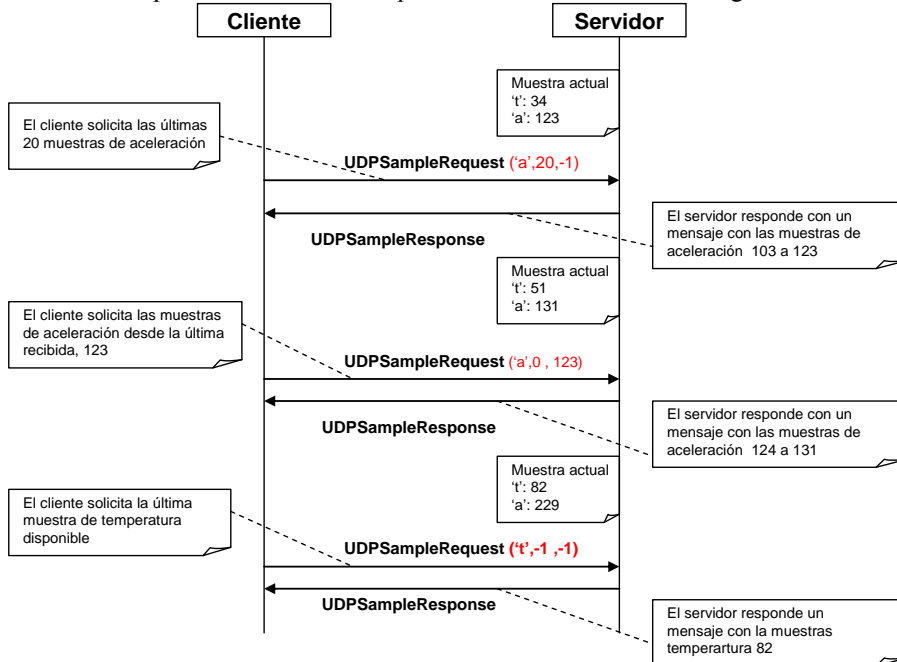 Cliente
Servidor
Muestra actual
‘t’: 34
‘a’: 123
El cliente solicita las últimas
20 muestras de aceleración
UDPSampleRequest (‘a’,20,-1)
UDPSampleResponse
El servidor responde con un
mensaje con las muestras de
aceleración 103 a 123
Muestra actual
‘t’: 51
‘a’: 131
El cliente solicita las muestras
de aceleración desde la última
recibida, 123
UDPSampleRequest (‘a’,0 , 123)
UDPSampleResponse
El servidor responde con un
mensaje con las muestras de
aceleración 124 a 131
Muestra actual
‘t’: 82
‘a’: 229
El cliente solicita la última
muestra de temperatura
disponible
UDPSampleRequest (‘t’,-1 ,-1)
UDPSampleResponse
El servidor responde un
mensaje con la muestras
temperartura 82